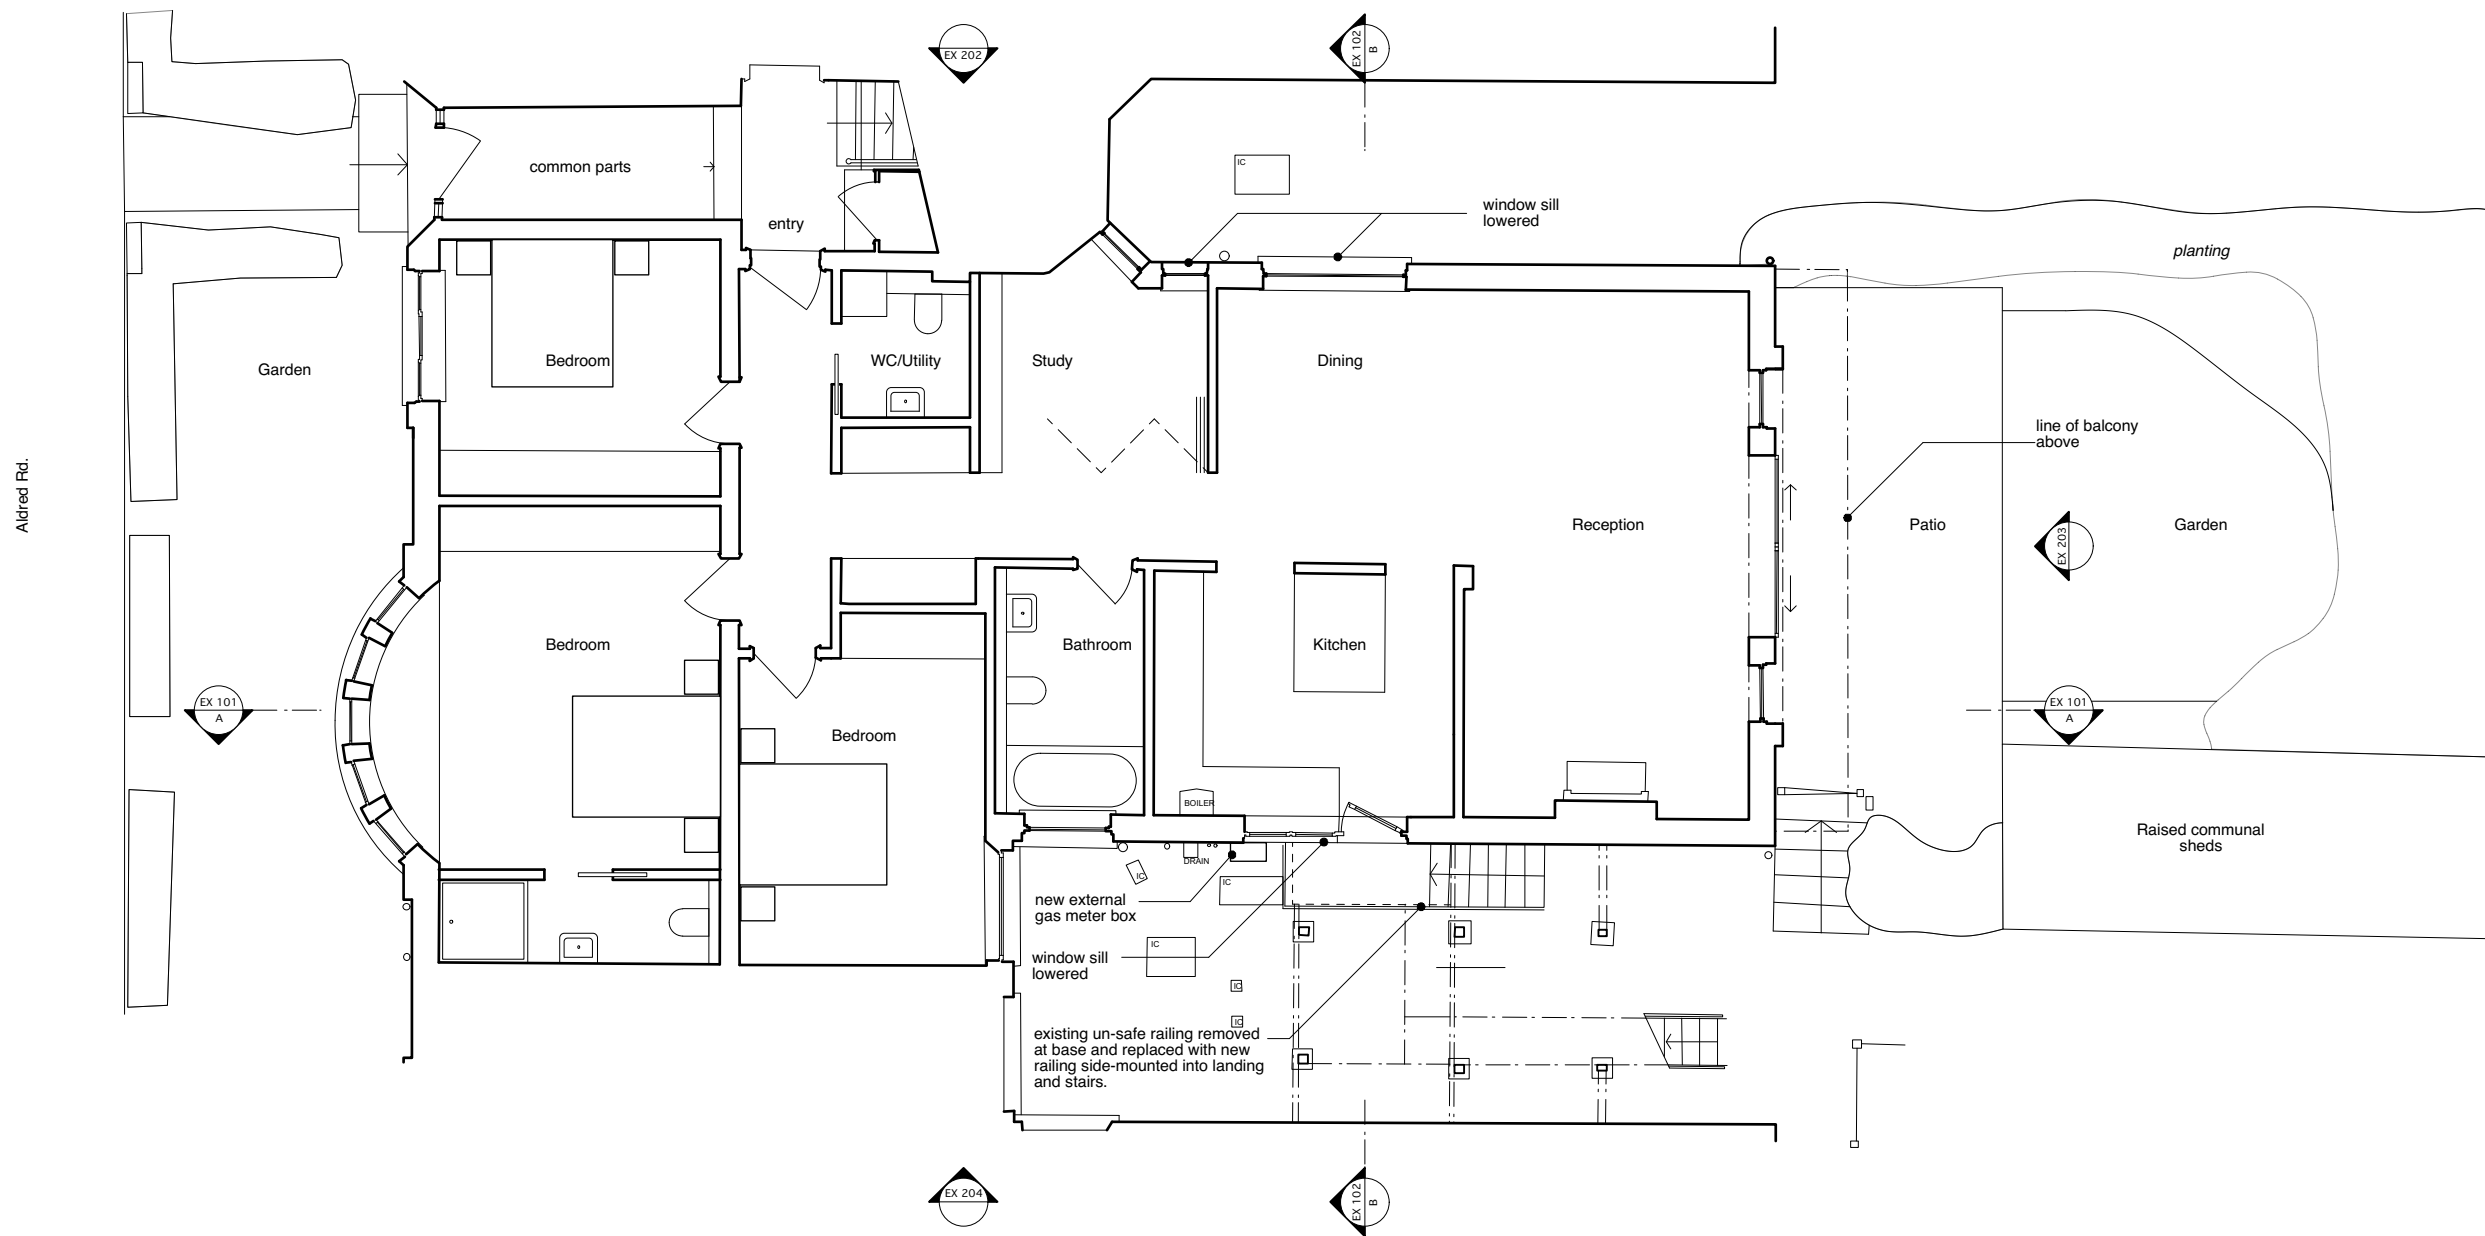 EX 202
EX 102
B
IC
common parts
window sill
lowered
entry
planting
Garden
Bedroom
WC/Utility
Study
Dining
line of balcony
above
Aldred Rd.
Reception
Patio
Garden
EX 203
Bedroom
Bathroom
Kitchen
EX 101
A
EX 101
A
Bedroom
BOILER
Raised communal
sheds
DRAIN
IC
IC
new external
gas meter box
IC
window sill
lowered
IC
IC
existing un-safe railing removed
at base and replaced with new
railing side-mounted into landing
and stairs.
EX 204
EX 102
B